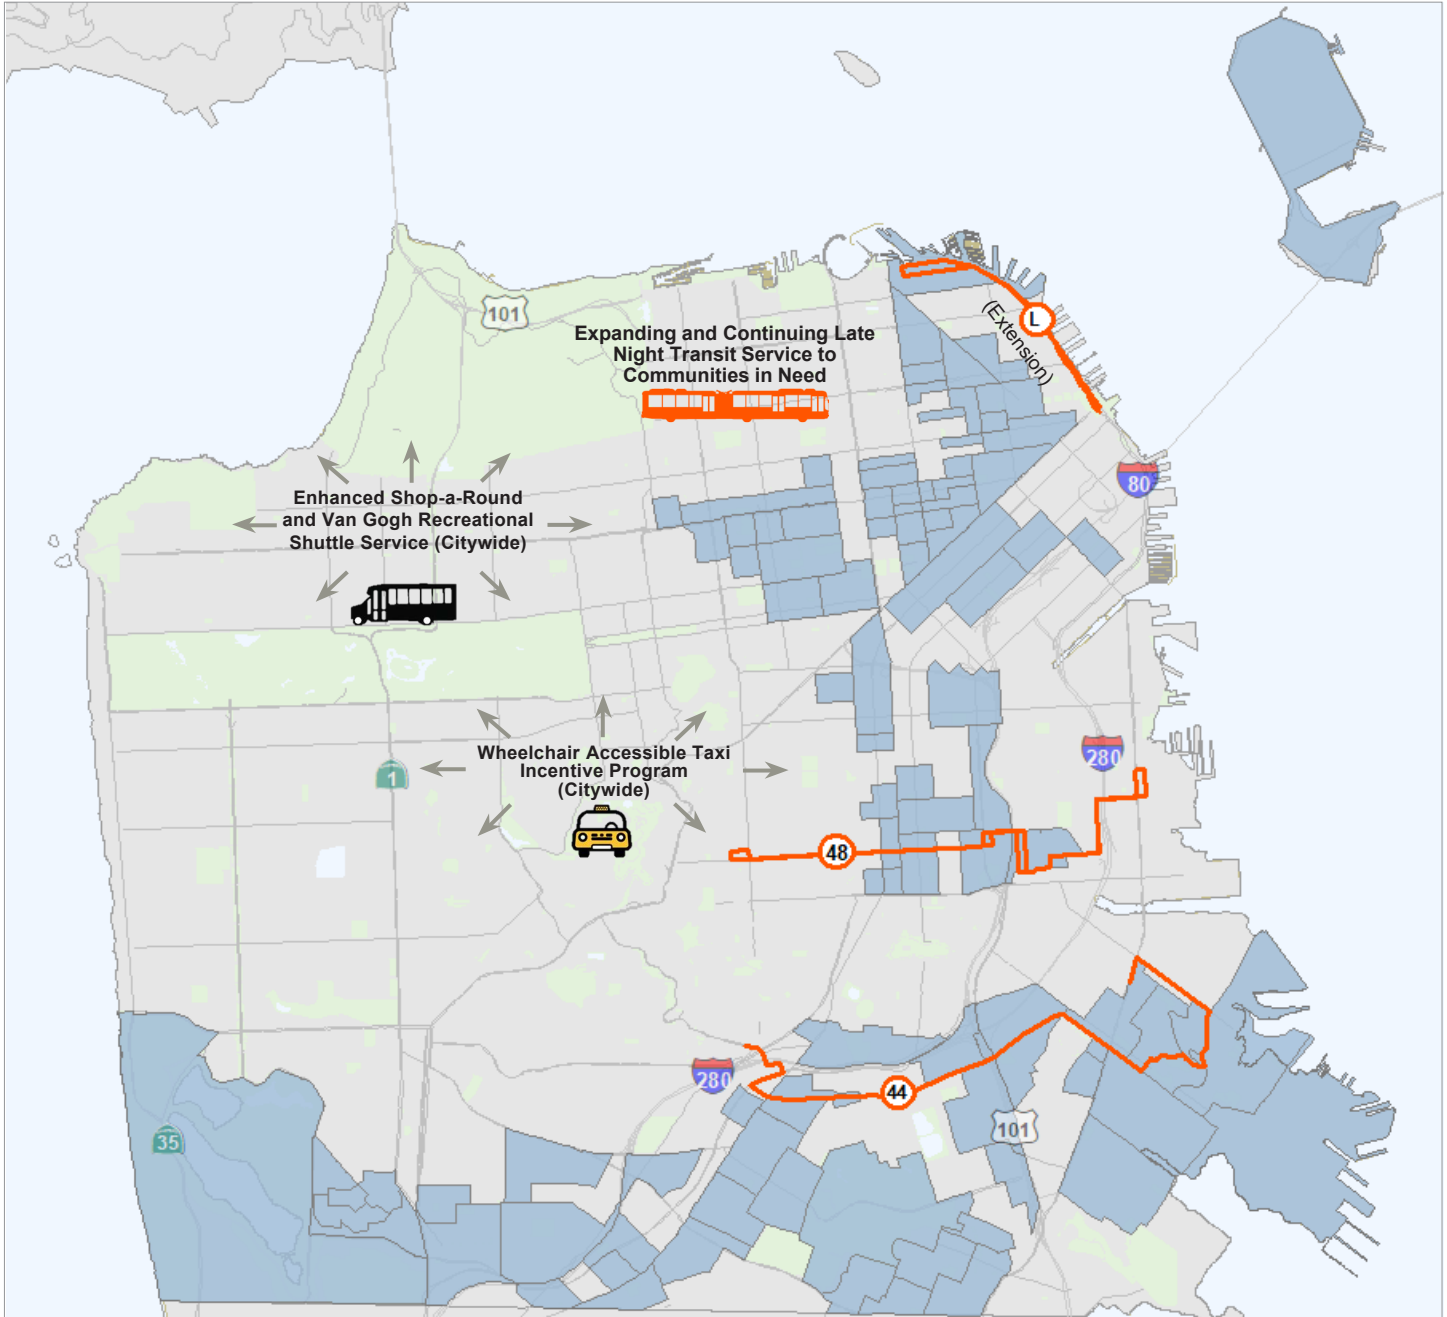 101
L
(Extension)
Expanding and Continuing Late
Night Transit Service to
Communities in Need
80
Enhanced Shop-a-Round
and Van Gogh Recreational
Shuttle Service (Citywide)
Wheelchair Accessible Taxi
Incentive Program
(Citywide)
280
1
48
280
44
101
35